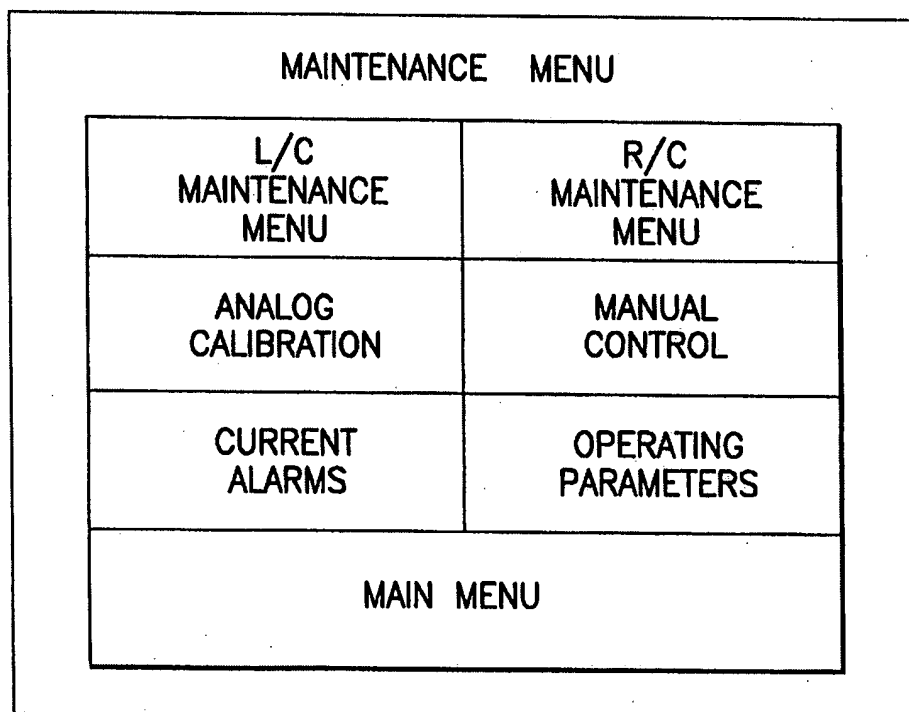 MAINTENANCE MENU
L/C
MAINTENANCE
MENU
R/C
MAINTENANCE
MENU
ANALOG
CALIBRATION
MANUAL
CONTROL
CURRENT
ALARMS
OPERATING
PARAMETERS
MAIN MENU